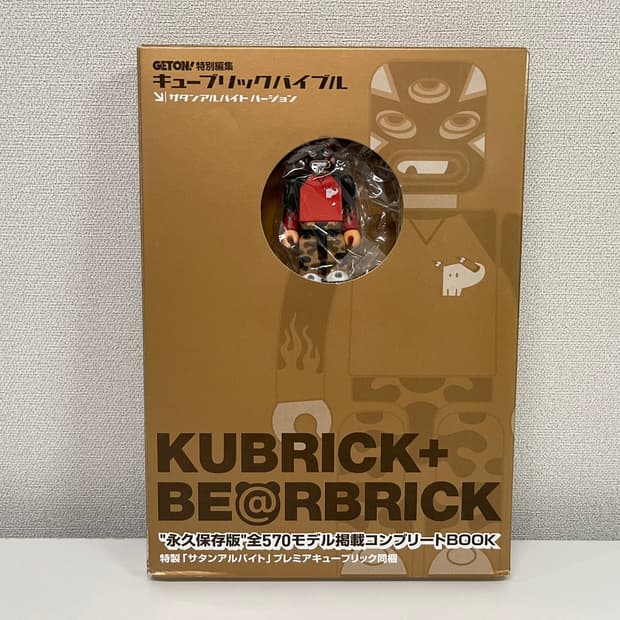 GETON! 特別編集
キューブリックバイブル
サタンアルバイトバージョン
KUBRICK+
BE@RBRICK
"永久保存版"全570モデル掲載コンプリートBOOK
特製「サタンアルバイト」プレミアキューブリック同梱